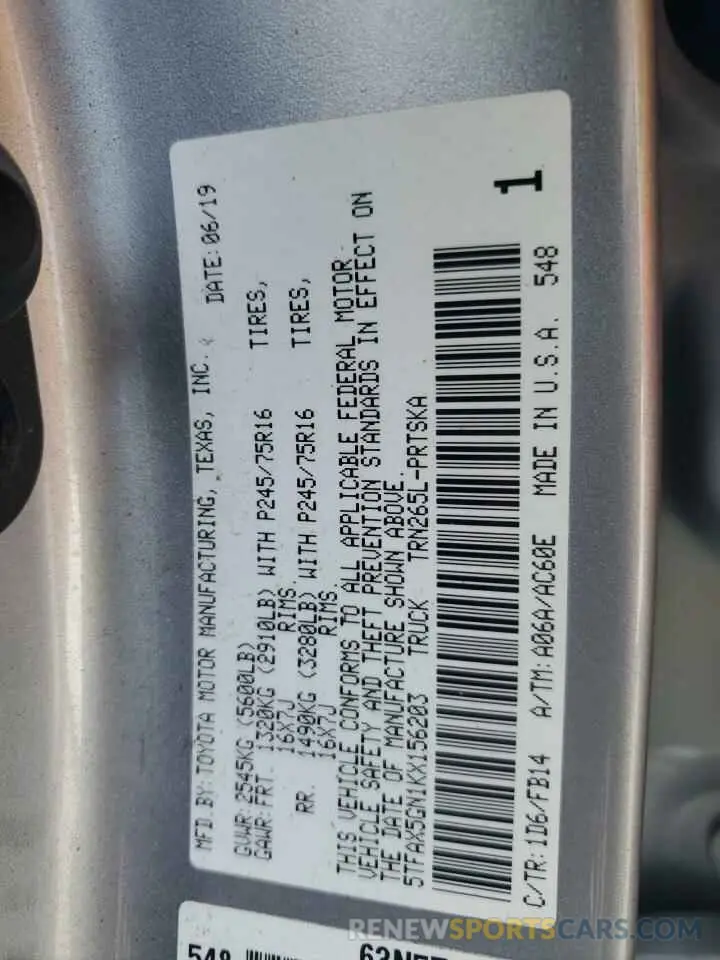 MFD.BY: TOYOTA MOTOR MANUFACTURING, TEXAS, INC. DATE: 06/19
GVWR: 2545KG (5600LB)
GAWR: FRT. 1320KG (2910LB) WITH P245/75R16 TIRES,
16X7J RIMS.
RR. 1490KG (3280LB) WITH P245/75R16 TIRES,
16X7J RIMS.
THIS VEHICLE CONFORMS TO ALL APPLICABLE FEDERAL MOTOR
VEHICLE SAFETY AND THEFT PREVENTION STANDARDS IN EFFECT ON
THE DATE OF MANUFACTURE SHOWN ABOVE.
5TFAX5GN1KX156203 TRUCK TRN265L-PRTSKA
1
C/TR: 1D6/FB14 A/TM: A06A/AC60E MADE IN U.S.A. 548
548
RENEWSPORTSCARS.COM